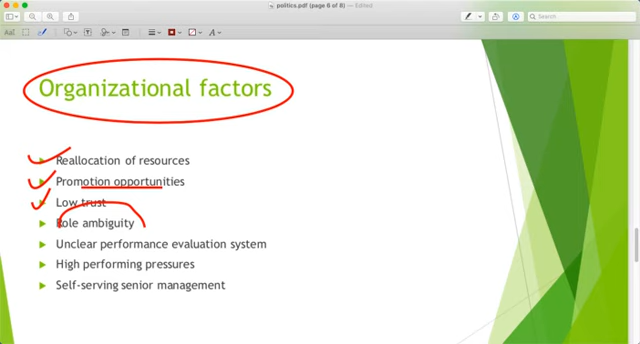 politics.pdf (page 6 of 8) — Edited
Search
Organizational factors
Reallocation of resources
Promotion opportunities
Low trust
Role ambiguity
Unclear performance evaluation system
High performing pressures
Self-serving senior management